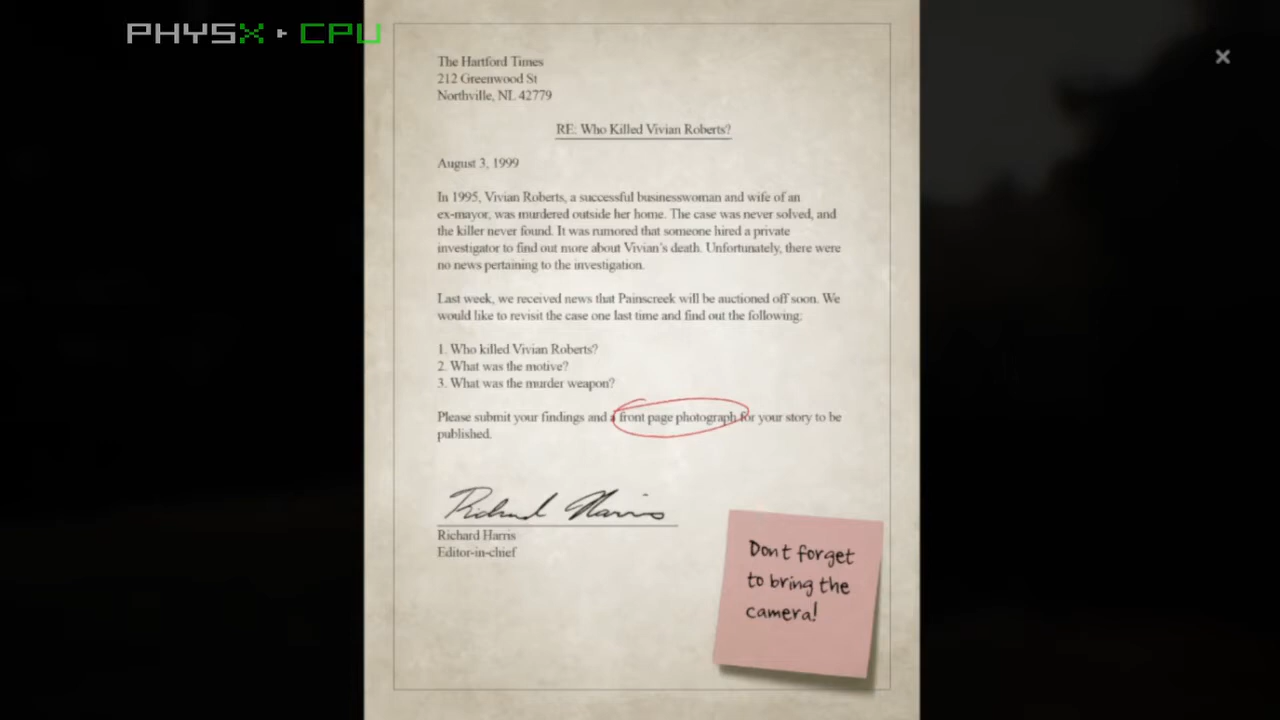 PHYSX · CPU
The Hartford Times
212 Greenwood St
Northville, NL 42779
RE: Who Killed Vivian Roberts?
August 3, 1999
In 1995, Vivian Roberts, a successful businesswoman and wife of an
ex-mayor, was murdered outside her home. The case was never solved, and
the killer never found. It was rumored that someone hired a private
investigator to find out more about Vivian's death. Unfortunately, there were
no news pertaining to the investigation.
Last week, we received news that Painscreek will be auctioned off soon. We
would like to revisit the case one last time and find out the following:
1. Who killed Vivian Roberts?
2. What was the motive?
3. What was the murder weapon?
Please submit your findings and a front page photograph for your story to be
published.
Richard Harris
Richard Harris
Editor-in-chief
Dont forget
to bring the
camera!